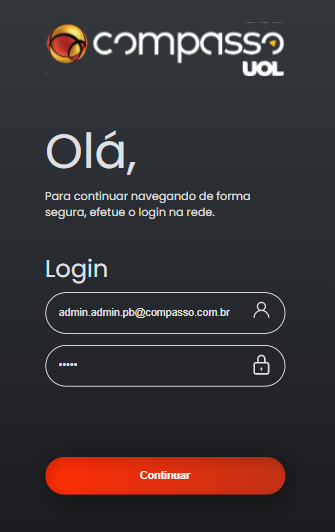 compasso
UOL
Olá,
Para continuar navegando de forma
segura, efetue o login na rede.
Login
admin.admin.pb@compasso.com.br
•••••
Continuar